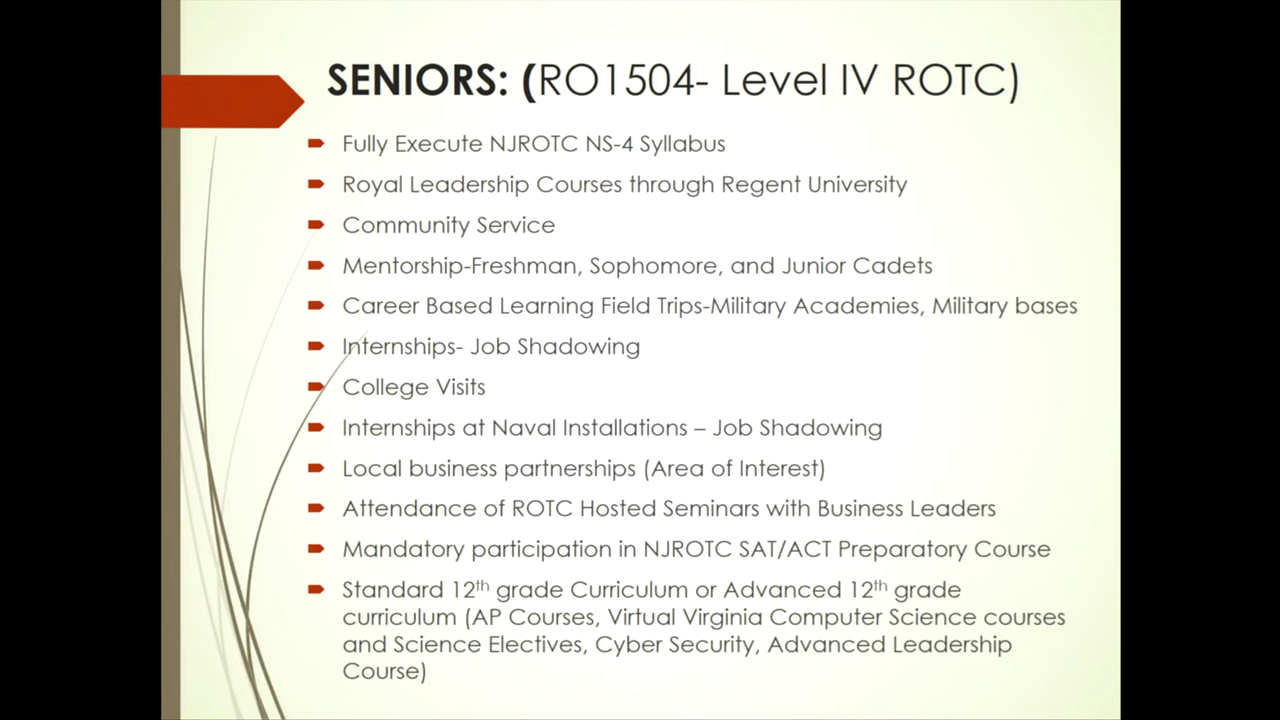 SENIORS: (RO1504- Level IV ROTC)
Fully Execute NJROTC NS-4 Syllabus
Royal Leadership Courses through Regent University
Community Service
Mentorship-Freshman, Sophomore, and Junior Cadets
Career Based Learning Field Trips-Military Academies, Military bases
Internships- Job Shadowing
College Visits
Internships at Naval Installations – Job Shadowing
Local business partnerships (Area of Interest)
Attendance of ROTC Hosted Seminars with Business Leaders
Mandatory participation in NJROTC SAT/ACT Preparatory Course
Standard 12th grade Curriculum or Advanced 12th grade
curriculum (AP Courses, Virtual Virginia Computer Science courses
and Science Electives, Cyber Security, Advanced Leadership
Course)